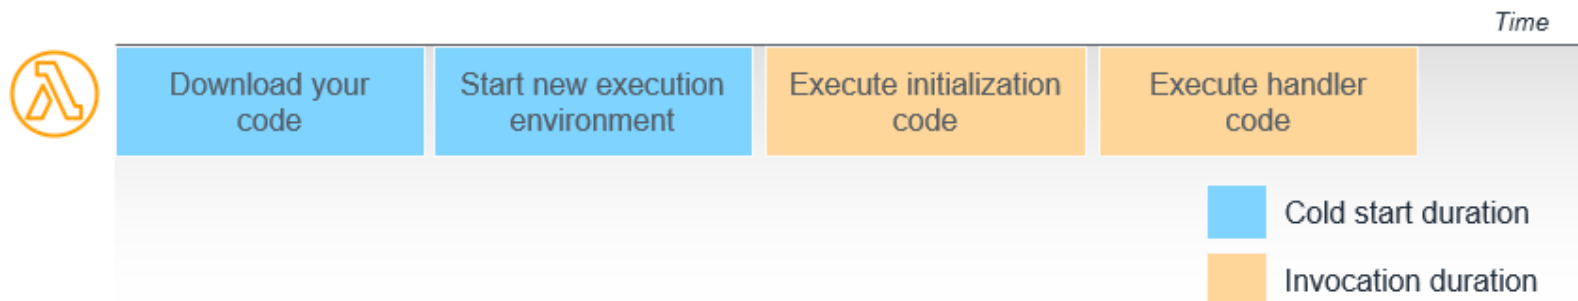 Time
Download your
code
Start new execution
environment
Execute initialization
code
Execute handler
code
Cold start duration
Invocation duration